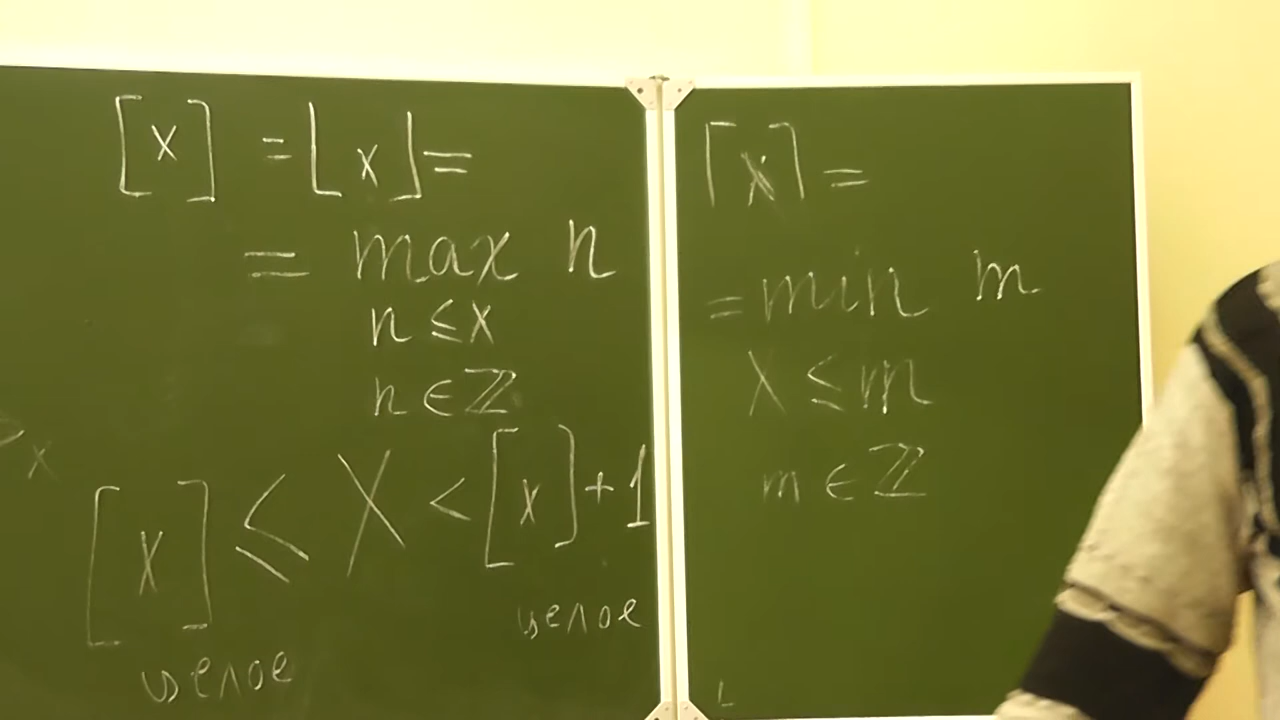 [x] = ⌊x⌋ =
= max n
n ≤ x
n ∈ ℤ
[x] ≤ x < [x] + 1
целое
целое
⌈x⌉ =
= min m
x ≤ m
m ∈ ℤ